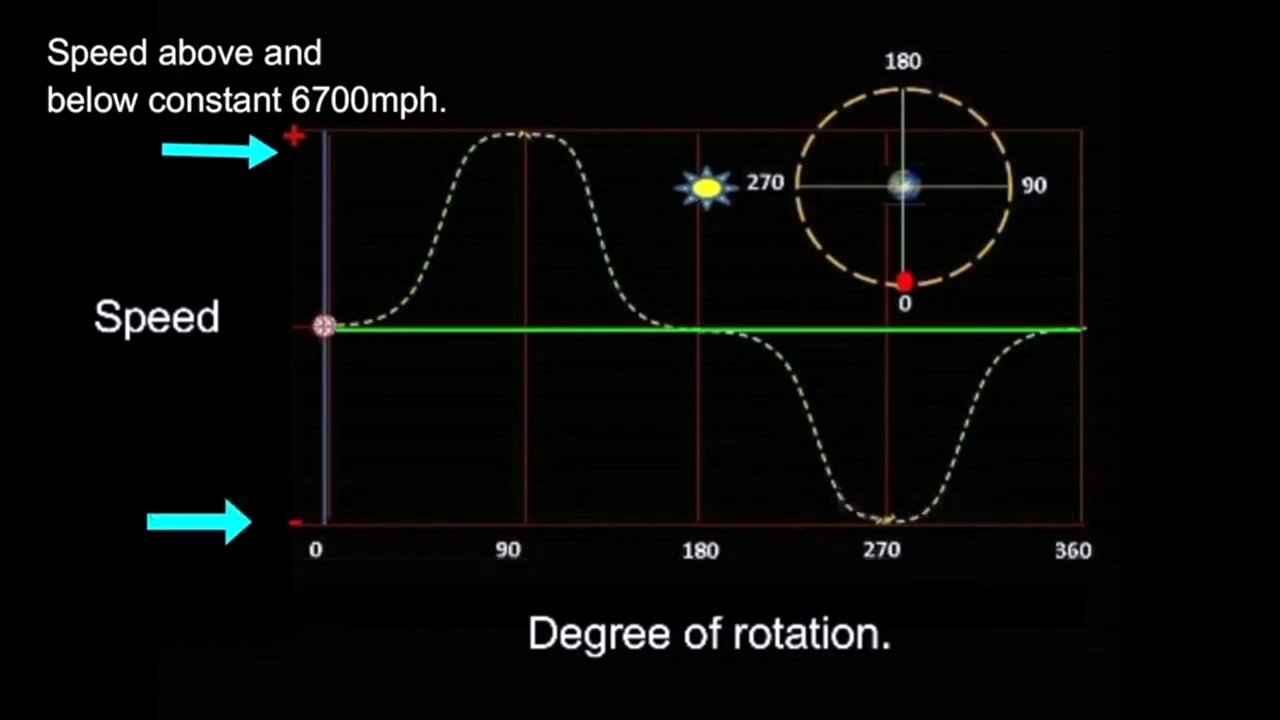 Speed above and
below constant 6700mph.
180
+
270
90
0
Speed
-
0 90 180 270 360
Degree of rotation.